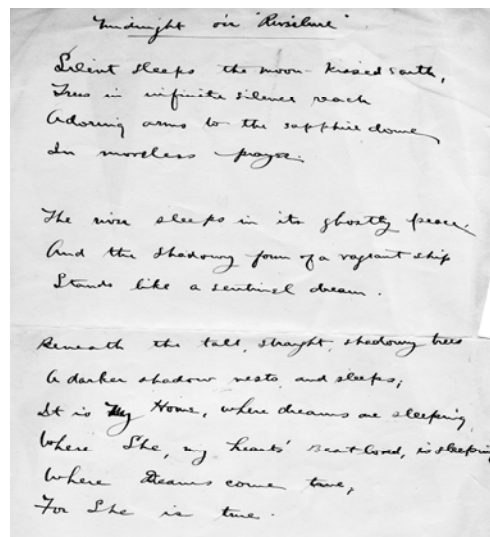 Midnight on "Riverlure"
Silent sleeps the moon-kissed earth,
Trees in infinite silence reach
Adoring arms to the sapphire dome,
In wordless prayer.
The river sleeps in its ghostly peace.
And the shadowy form of a vagrant ship
Stands like a sentinel dream.
Beneath the tall, straight, shadowy trees
A darker shadow rests, and sleeps;
It is My Home, where dreams are sleeping,
Where She, my hearts' Best loved, is sleeping
Where Dreams come true,
For She is true.